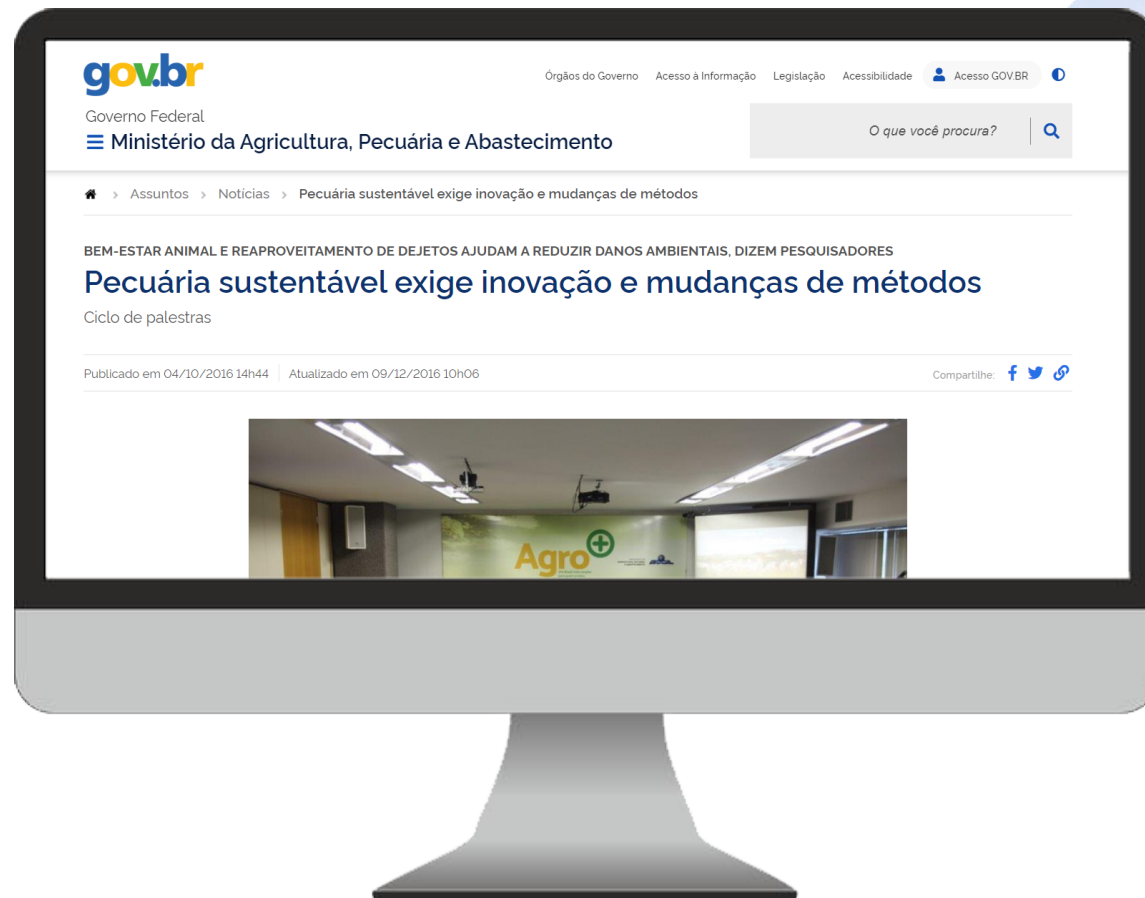 gov.br
Órgãos do Governo Acesso à Informação Legislação Acessibilidade Acesso GOV.BR
Governo Federal
Ministério da Agricultura, Pecuária e Abastecimento
O que você procura?
Assuntos > Notícias > Pecuária sustentável exige inovação e mudanças de métodos
BEM-ESTAR ANIMAL E REAPROVEITAMENTO DE DEJETOS AJUDAM A REDUZIR DANOS AMBIENTAIS, DIZEM PESQUISADORES
Pecuária sustentável exige inovação e mudanças de métodos
Ciclo de palestras
Publicado em 04/10/2016 14h44 Atualizado em 09/12/2016 10h06
Compartilhe:
Agro+